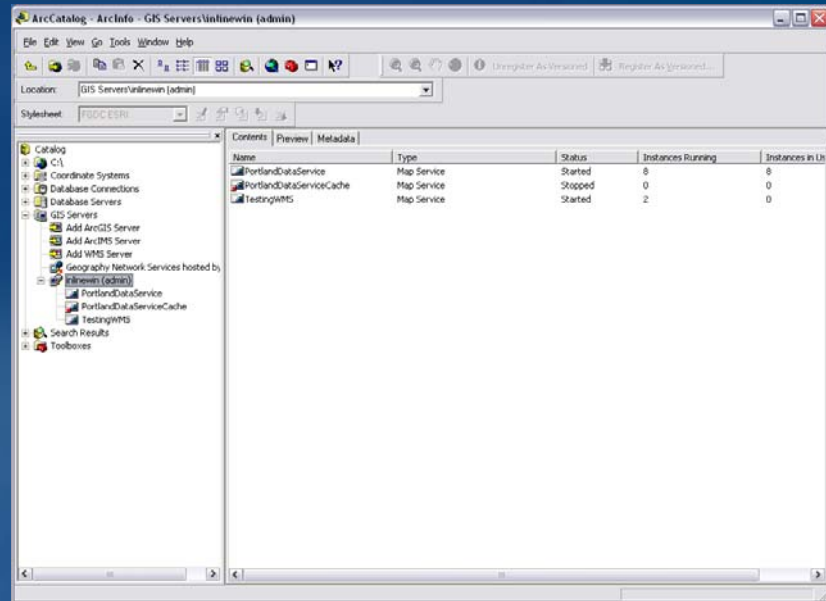 ArcCatalog - ArcInfo - GIS Servers\inlinewin (admin)
File Edit View Go Tools Window Help
Unregister As Versioned Register As Versioned...
Location: GIS Servers\inlinewin (admin)
Stylesheet: FGDC ESRI
Contents Preview Metadata
Catalog
C:\
Coordinate Systems
Database Connections
Database Servers
GIS Servers
Add ArcGIS Server
Add ArcIMS Server
Add WMS Server
Geography Network Services hosted by
inlinewin (admin)
PortlandDataService
PortlandDataServiceCache
TestingWMS
Search Results
Toolboxes
Name Type Status Instances Running Instances in Us
PortlandDataService Map Service Started 8 8
PortlandDataServiceCache Map Service Stopped 0 0
TestingWMS Map Service Started 2 0